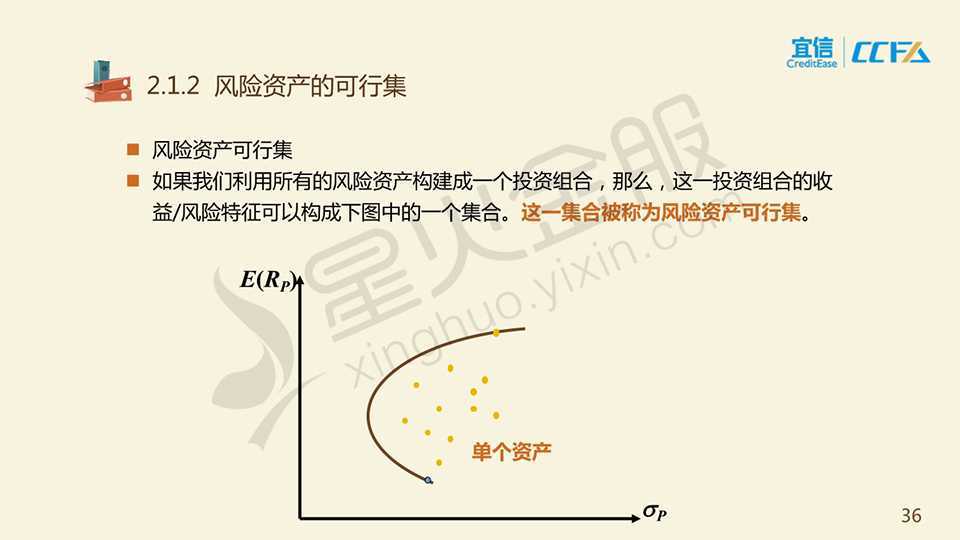 宜信
CreditEase
CCFA
2.1.2 风险资产的可行集
风险资产可行集
如果我们利用所有的风险资产构建成一个投资组合，那么，这一投资组合的收
益/风险特征可以构成下图中的一个集合。这一集合被称为风险资产可行集。
星火金服
xinghuo.yixin.com
E(RP)
单个资产
σP
36